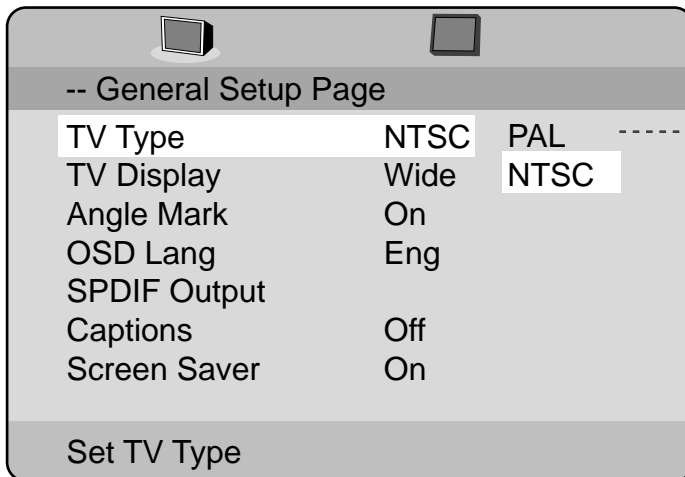 -- General Setup Page
TV Type NTSC PAL -----
TV Display Wide NTSC
Angle Mark On
OSD Lang Eng
SPDIF Output
Captions Off
Screen Saver On
Set TV Type